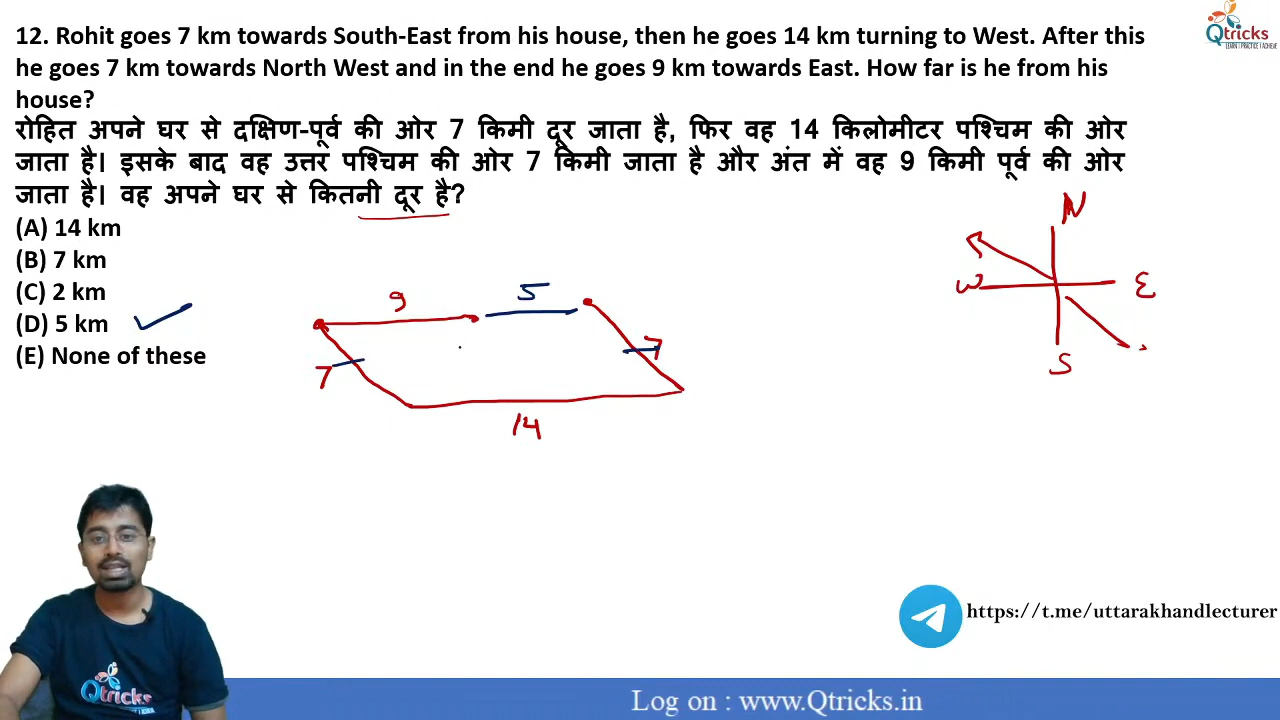 12. Rohit goes 7 km towards South-East from his house, then he goes 14 km turning to West. After this
he goes 7 km towards North West and in the end he goes 9 km towards East. How far is he from his
house?
रोहित अपने घर से दक्षिण-पूर्व की ओर 7 किमी दूर जाता है, फिर वह 14 किलोमीटर पश्चिम की ओर
जाता है। इसके बाद वह उत्तर पश्चिम की ओर 7 किमी जाता है और अंत में वह 9 किमी पूर्व की ओर
जाता है। वह अपने घर से कितनी दूर है?
(A) 14 km
(B) 7 km
(C) 2 km
(D) 5 km
(E) None of these
9
5
7
7
14
N
W
E
S
Qtricks
LEARN | PRACTICE | ACHIEVE
Qtricks
https://t.me/uttarakhandlecturer
Log on : www.Qtricks.in